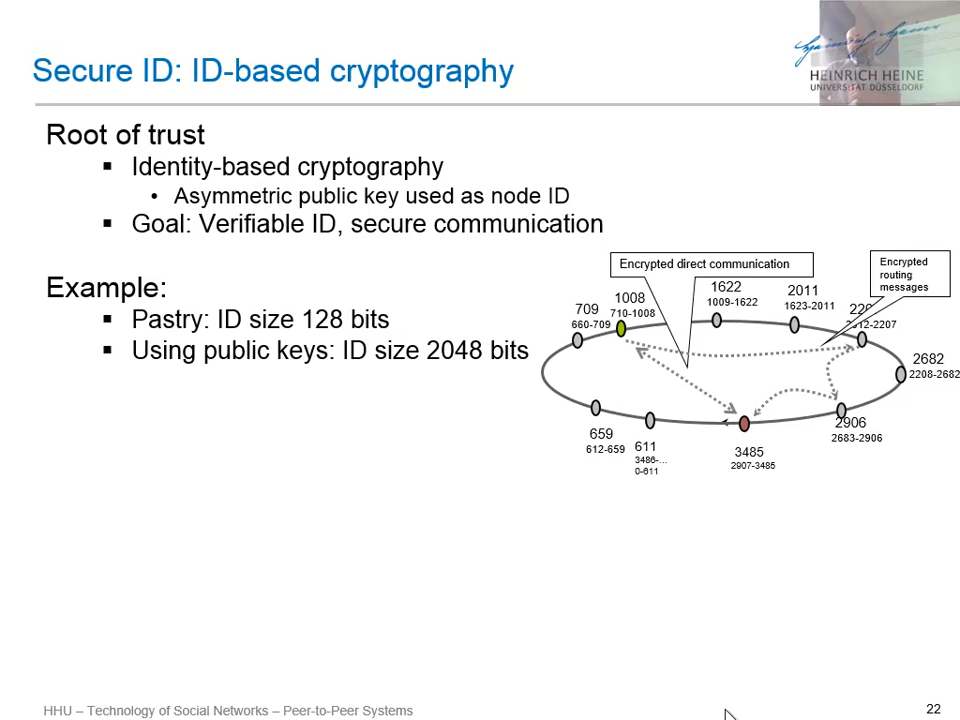 Secure ID: ID-based cryptography
Heinrich Heine
HEINRICH HEINE
UNIVERSITÄT DÜSSELDORF
Root of trust
Identity-based cryptography
Asymmetric public key used as node ID
Goal: Verifiable ID, secure communication
Example:
Pastry: ID size 128 bits
Using public keys: ID size 2048 bits
Encrypted direct communication
Encrypted
routing
messages
709
660-709
1008
710-1008
1622
1009-1622
2011
1623-2011
2682
2208-2682
2906
2683-2906
3485
2907-3485
611
3486-...
0-611
659
612-659
HHU – Technology of Social Networks – Peer-to-Peer Systems
22